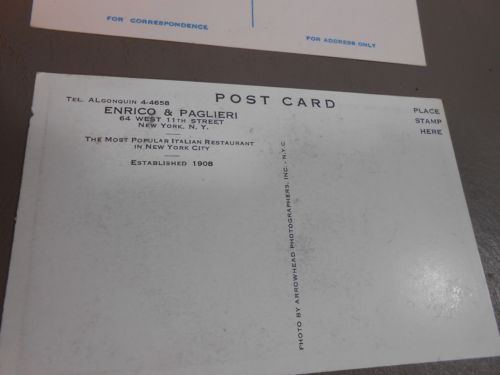 FOR CORRESPONDENCE
FOR ADDRESS ONLY
POST CARD
TEL. ALGONQUIN 4-4658
ENRICO & PAGLIERI
64 WEST 11TH STREET
NEW YORK, N. Y.
THE MOST POPULAR ITALIAN RESTAURANT
IN NEW YORK CITY
ESTABLISHED 1908
PLACE
STAMP
HERE
PHOTO BY ARROWHEAD PHOTOGRAPHERS, INC. - N.Y.C